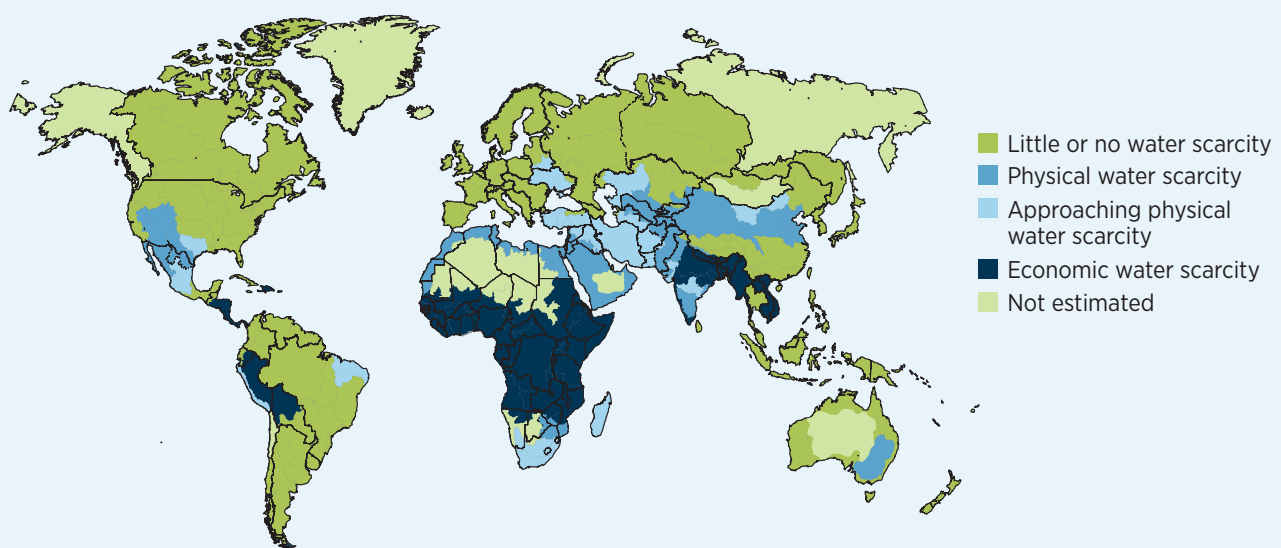 Little or no water scarcity
Physical water scarcity
Approaching physical
water scarcity
Economic water scarcity
Not estimated